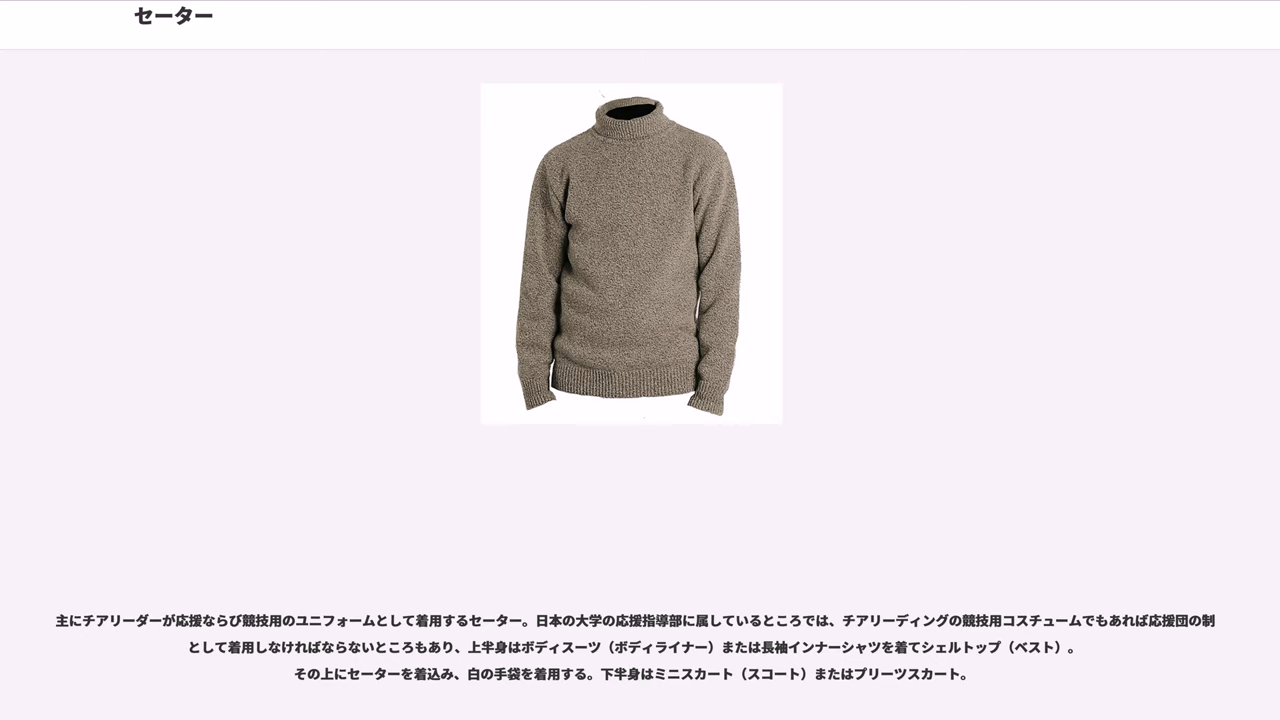 セーター
主にチアリーダーが応援ならび競技用のユニフォームとして着用するセーター。日本の大学の応援指導部に属しているところでは、チアリーディングの競技用コスチュームでもあれば応援団の制
として着用しなければならないところもあり、上半身はボディスーツ（ボディライナー）または長袖インナーシャツを着てシェルトップ（ベスト）。
その上にセーターを着込み、白の手袋を着用する。下半身はミニスカート（スコート）またはプリーツスカート。